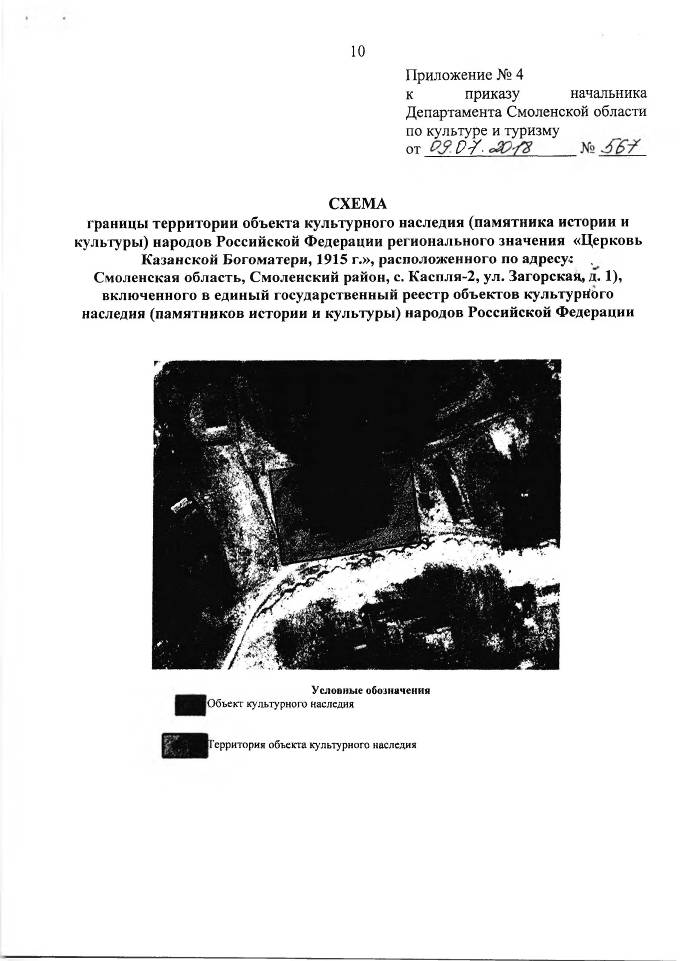 10
Приложение № 4
к приказу начальника
Департамента Смоленской области
по культуре и туризму
от 09.07.2018 № 567
СХЕМА
границы территории объекта культурного наследия (памятника истории и
культуры) народов Российской Федерации регионального значения «Церковь
Казанской Богоматери, 1915 г.», расположенного по адресу:
Смоленская область, Смоленский район, с. Каспля-2, ул. Загорская, д. 1),
включенного в единый государственный реестр объектов культурного
наследия (памятников истории и культуры) народов Российской Федерации
Условные обозначения
Объект культурного наследия
Территория объекта культурного наследия